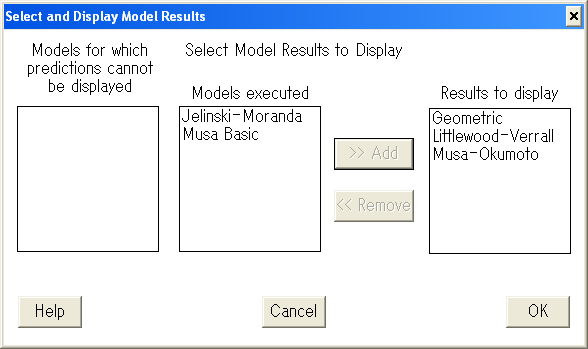 Select and Display Model Results
Models for which
predictions cannot
be displayed
Select Model Results to Display
Models executed
Jelinski-Moranda
Musa Basic
>> Add
<< Remove
Results to display
Geometric
Littlewood-Verrall
Musa-Okumoto
Help
Cancel
OK